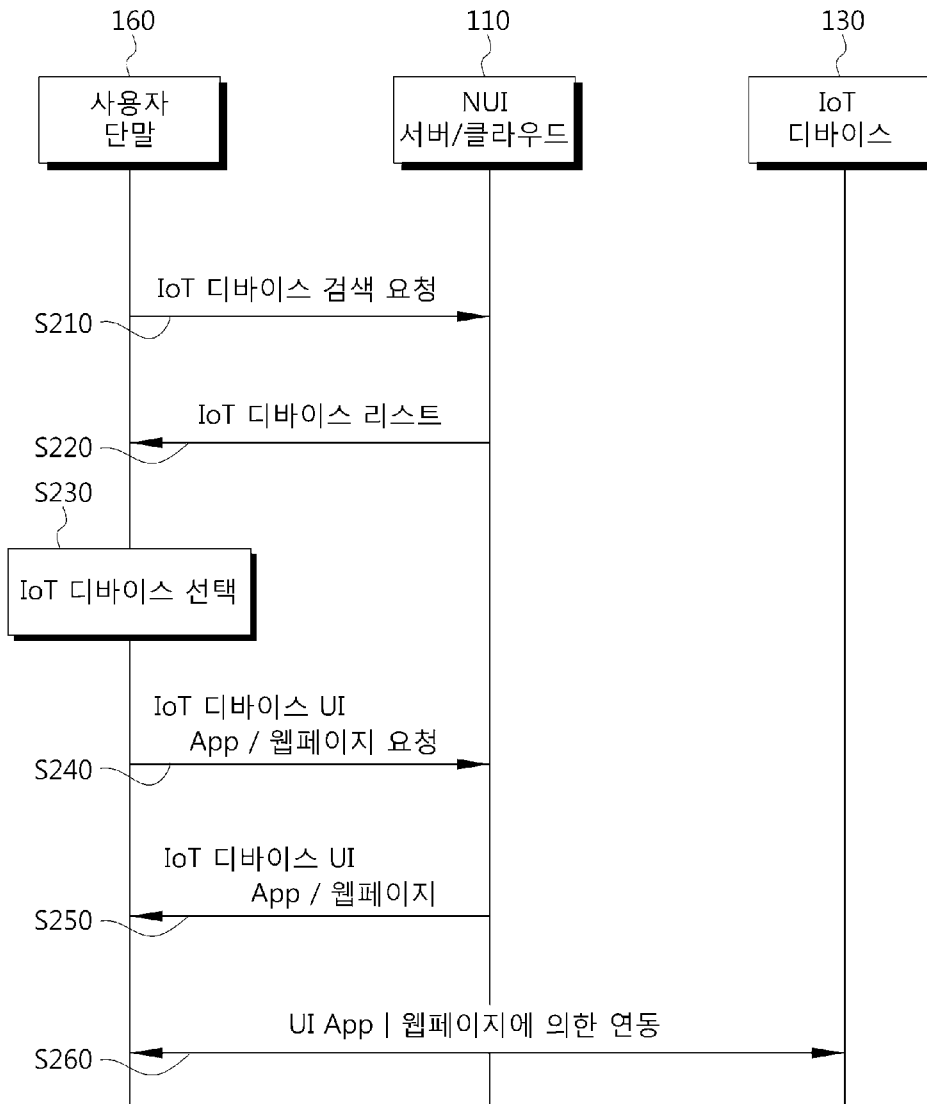 160
110
130
사용자
단말
NUI
서버/클라우드
IoT
디바이스
IoT 디바이스 검색 요청
S210
IoT 디바이스 리스트
S220
S230
IoT 디바이스 선택
IoT 디바이스 UI
App / 웹페이지 요청
S240
IoT 디바이스 UI
App / 웹페이지
S250
UI App | 웹페이지에 의한 연동
S260